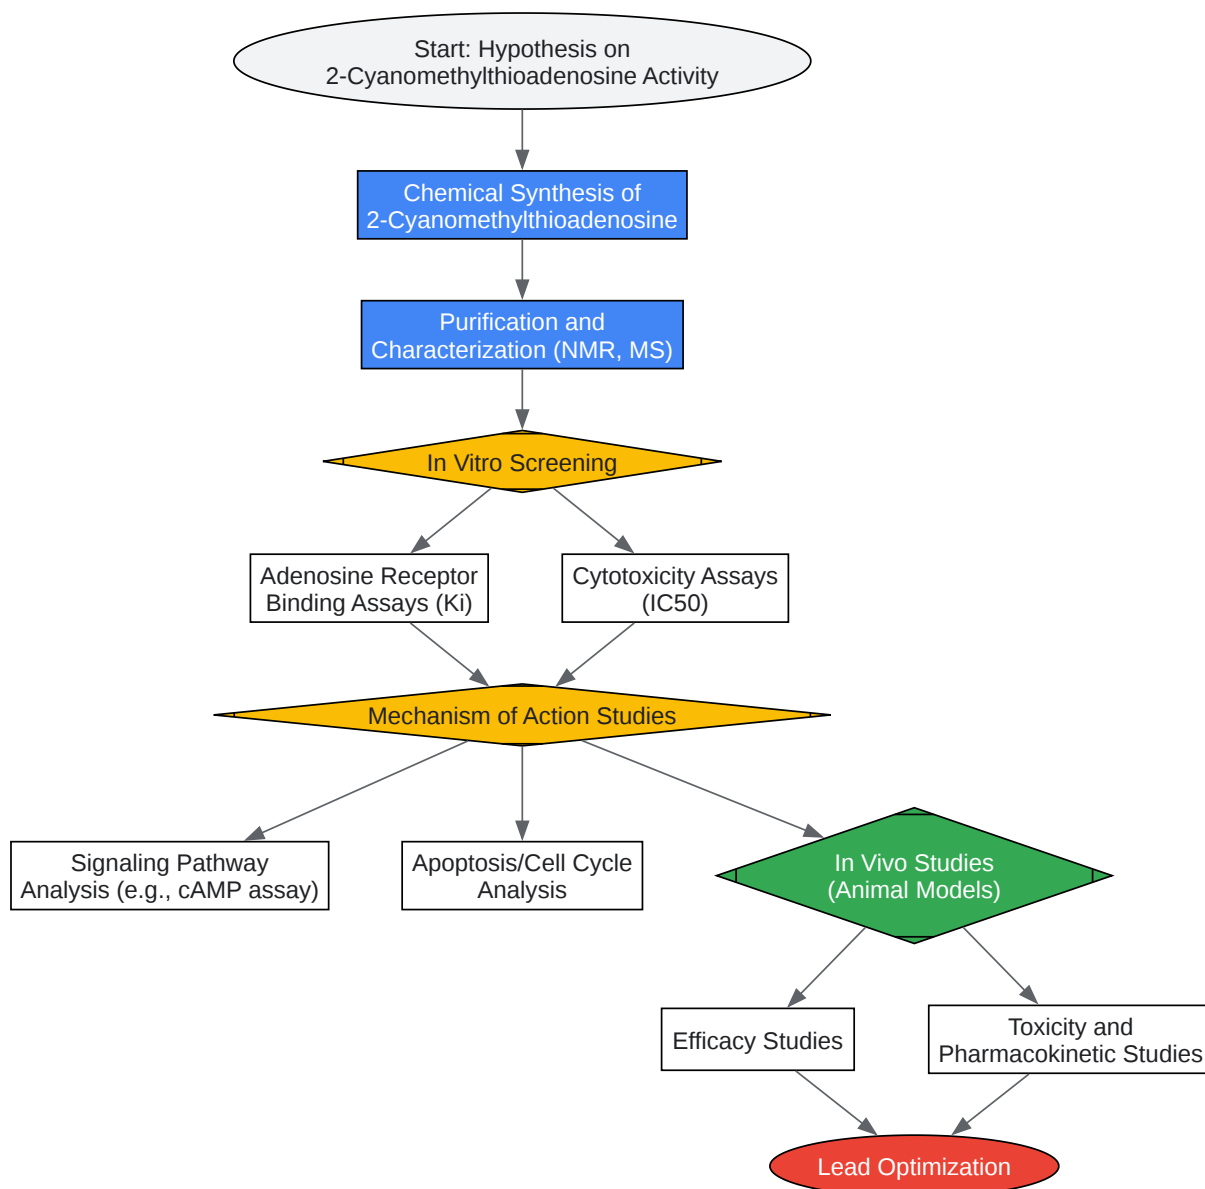 Start: Hypothesis on
2-Cyanomethylthioadenosine Activity
Chemical Synthesis of
2-Cyanomethylthioadenosine
Purification and
Characterization (NMR, MS)
In Vitro Screening
Adenosine Receptor
Binding Assays (Ki)
Cytotoxicity Assays
(IC50)
Mechanism of Action Studies
Signaling Pathway
Analysis (e.g., cAMP assay)
Apoptosis/Cell Cycle
Analysis
In Vivo Studies
(Animal Models)
Efficacy Studies
Toxicity and
Pharmacokinetic Studies
Lead Optimization